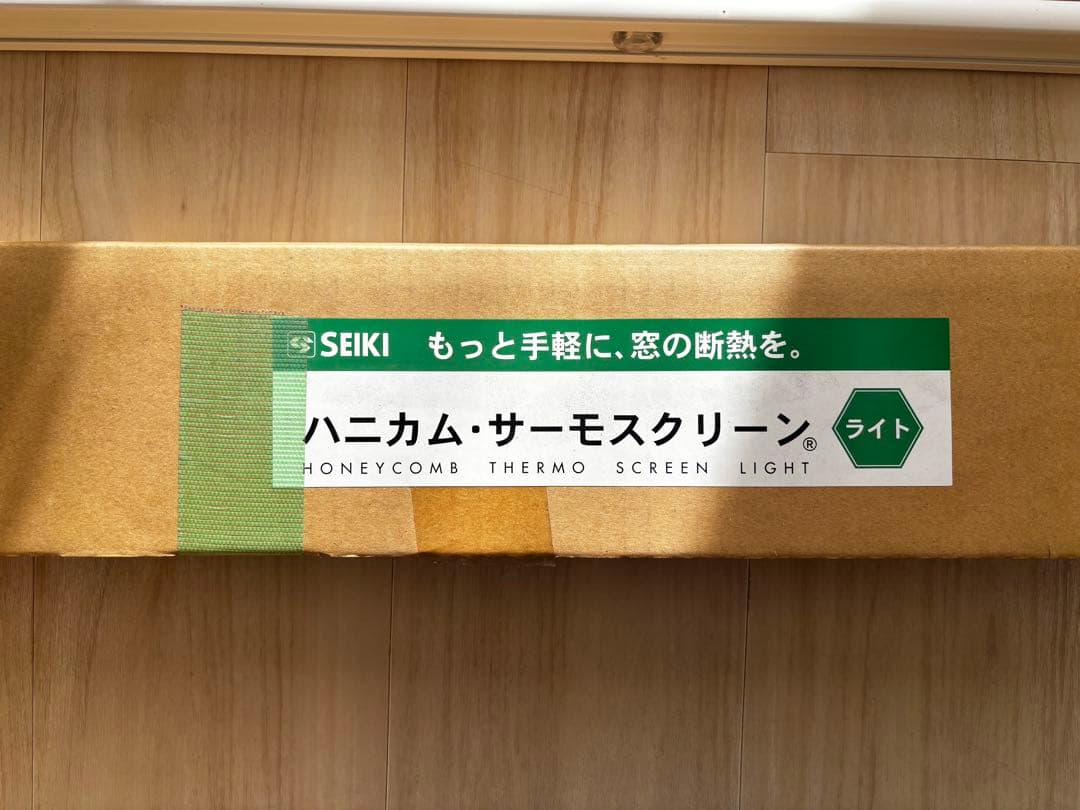 SEIKI もっと手軽に、窓の断熱を。
ハニカム・サーモスクリーン® ライト
HONEYCOMB THERMO SCREEN LIGHT